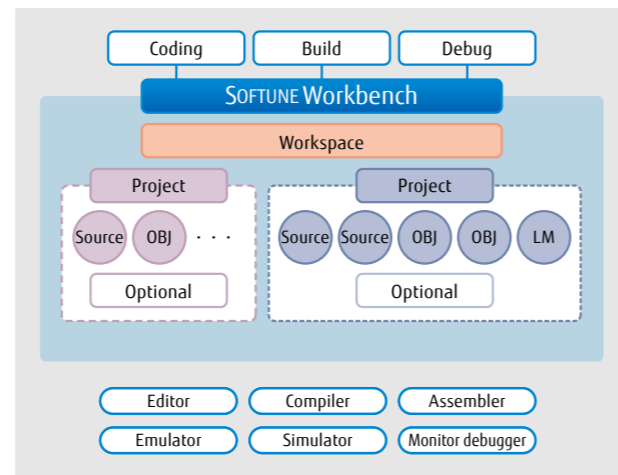 Coding Build Debug
SOFTUNE Workbench
Workspace
Project Project
Source OBJ · · · Source Source OBJ OBJ LM
Optional Optional
Editor Compiler Assembler
Emulator Simulator Monitor debugger